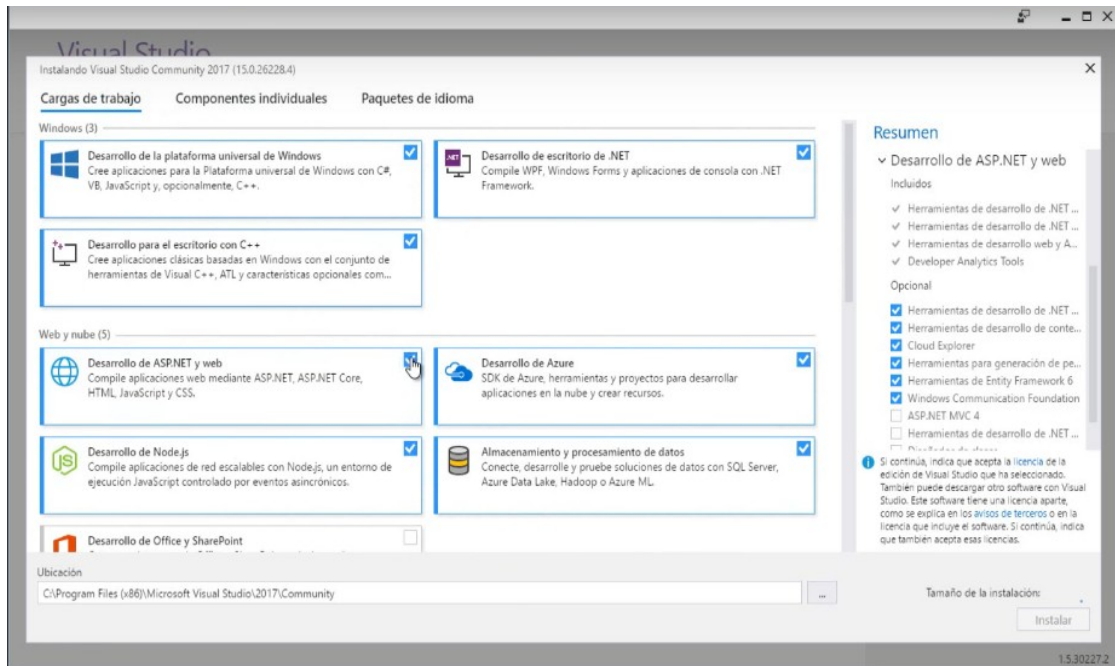 Visual Studio
Instalando Visual Studio Community 2017 (15.0.26228.4)
Cargas de trabajo
Componentes individuales
Paquetes de idioma
Windows (3)
Desarrollo de la plataforma universal de Windows
Cree aplicaciones para la Plataforma universal de Windows con C#,
VB, JavaScript y, opcionalmente, C++.
.NET
Desarrollo de escritorio de .NET
Compile WPF, Windows Forms y aplicaciones de consola con .NET
Framework.
Desarrollo para el escritorio con C++
Cree aplicaciones clásicas basadas en Windows con el conjunto de
herramientas de Visual C++, ATL y características opcionales com...
Web y nube (5)
Desarrollo de ASP.NET y web
Compile aplicaciones web mediante ASP.NET, ASP.NET Core,
HTML, JavaScript y CSS.
Desarrollo de Azure
SDK de Azure, herramientas y proyectos para desarrollar
aplicaciones en la nube y crear recursos.
JS
Desarrollo de Node.js
Compile aplicaciones de red escalables con Node.js, un entorno de
ejecución JavaScript controlado por eventos asincrónicos.
Almacenamiento y procesamiento de datos
Conecte, desarrolle y pruebe soluciones de datos con SQL Server,
Azure Data Lake, Hadoop o Azure ML.
Desarrollo de Office y SharePoint
Resumen
Desarrollo de ASP.NET y web
Incluidos
Herramientas de desarrollo de .NET ...
Herramientas de desarrollo de .NET ...
Herramientas de desarrollo web y A...
Developer Analytics Tools
Opcional
Herramientas de desarrollo de .NET ...
Herramientas de desarrollo de conte...
Cloud Explorer
Herramientas para generación de pe...
Herramientas de Entity Framework 6
Windows Communication Foundation
ASP.NET MVC 4
Herramientas de desarrollo de .NET ...
Si continúa, indica que acepta la licencia de la
edición de Visual Studio que ha seleccionado.
También puede descargar otro software con Visual
Studio. Este software tiene una licencia aparte,
como se explica en los avisos de terceros o en la
licencia que incluye el software. Si continúa, indica
que también acepta esas licencias.
Ubicación
C:\Program Files (x86)\Microsoft Visual Studio\2017\Community
...
Tamaño de la instalación:
Instalar
1.5.30227.2